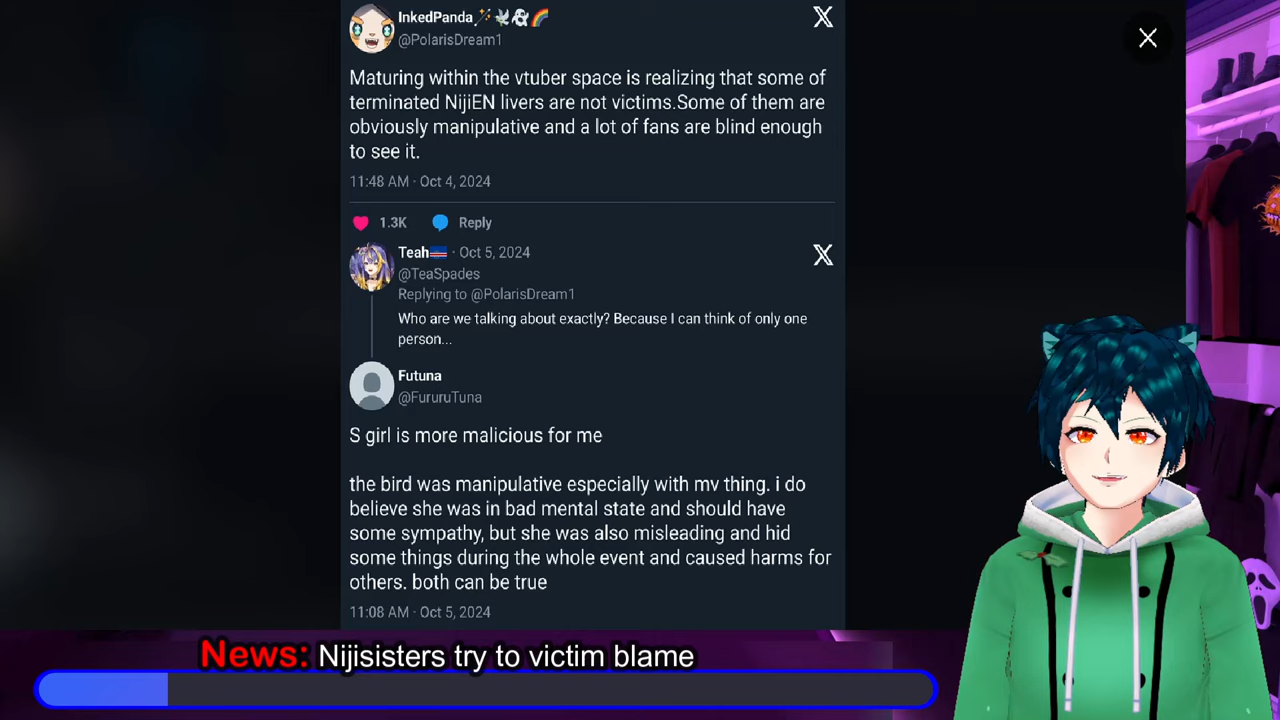 InkedPanda
@PolarisDream1
Maturing within the vtuber space is realizing that some of
terminated NijiEN livers are not victims.Some of them are
obviously manipulative and a lot of fans are blind enough
to see it.
11:48 AM · Oct 4, 2024
1.3K Reply
Teah · Oct 5, 2024
@TeaSpades
Replying to @PolarisDream1
Who are we talking about exactly? Because I can think of only one
person...
Futuna
@FururuTuna
S girl is more malicious for me
the bird was manipulative especially with mv thing. i do
believe she was in bad mental state and should have
some sympathy, but she was also misleading and hid
some things during the whole event and caused harms for
others. both can be true
11:08 AM · Oct 5, 2024
News: Nijisisters try to victim blame